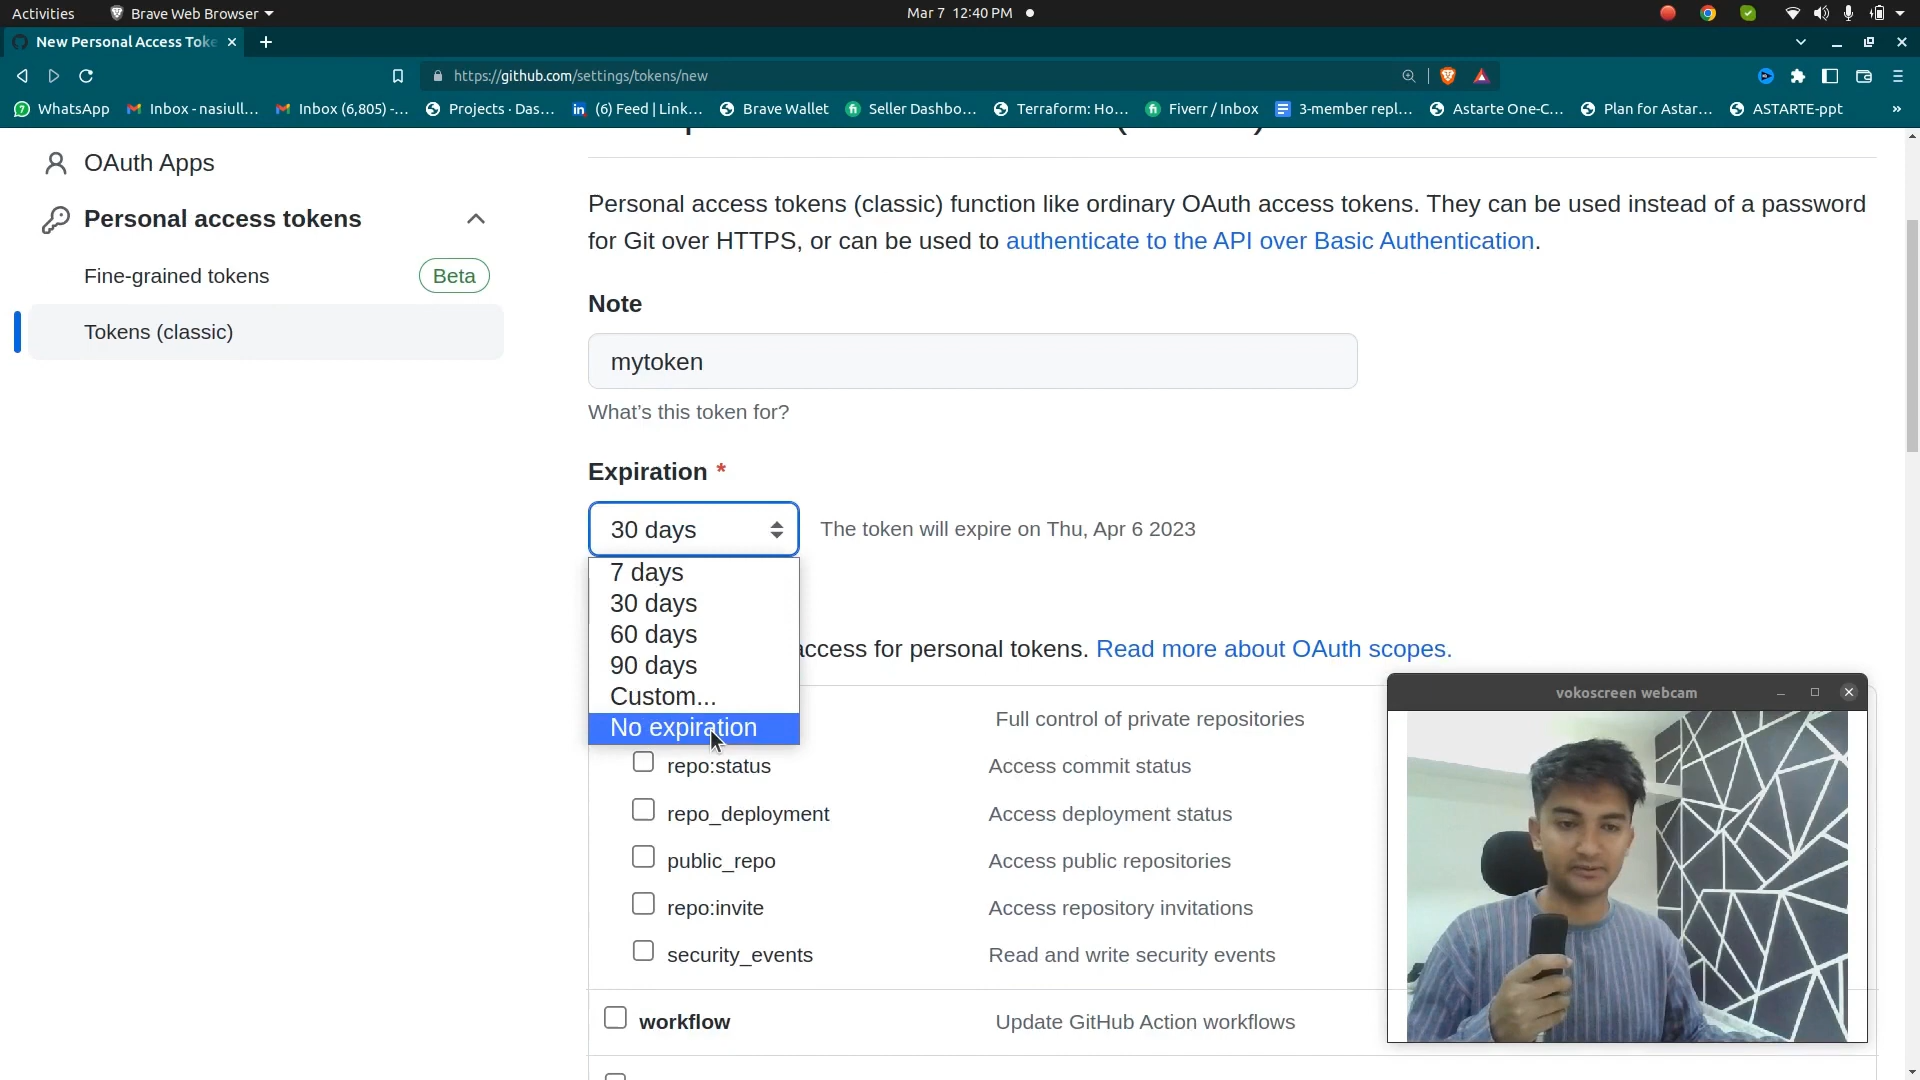 Activities
Brave Web Browser
Mar 7 12:40 PM
New Personal Access Toke
https://github.com/settings/tokens/new
WhatsApp
Inbox - nasiull...
Inbox (6,805) -...
Projects · Das...
(6) Feed | Link...
Brave Wallet
Seller Dashbo...
Terraform: Ho...
Fiverr / Inbox
3-member repl...
Astarte One-C...
Plan for Astar...
ASTARTE-ppt
»
OAuth Apps
Personal access tokens
Fine-grained tokens
Beta
Tokens (classic)
Personal access tokens (classic) function like ordinary OAuth access tokens. They can be used instead of a password
for Git over HTTPS, or can be used to authenticate to the API over Basic Authentication.
Note
mytoken
What's this token for?
Expiration *
30 days
The token will expire on Thu, Apr 6 2023
7 days
30 days
60 days
90 days
Custom...
No expiration
access for personal tokens. Read more about OAuth scopes.
Full control of private repositories
repo:status
Access commit status
repo_deployment
Access deployment status
public_repo
Access public repositories
repo:invite
Access repository invitations
security_events
Read and write security events
workflow
Update GitHub Action workflows
vokoscreen webcam